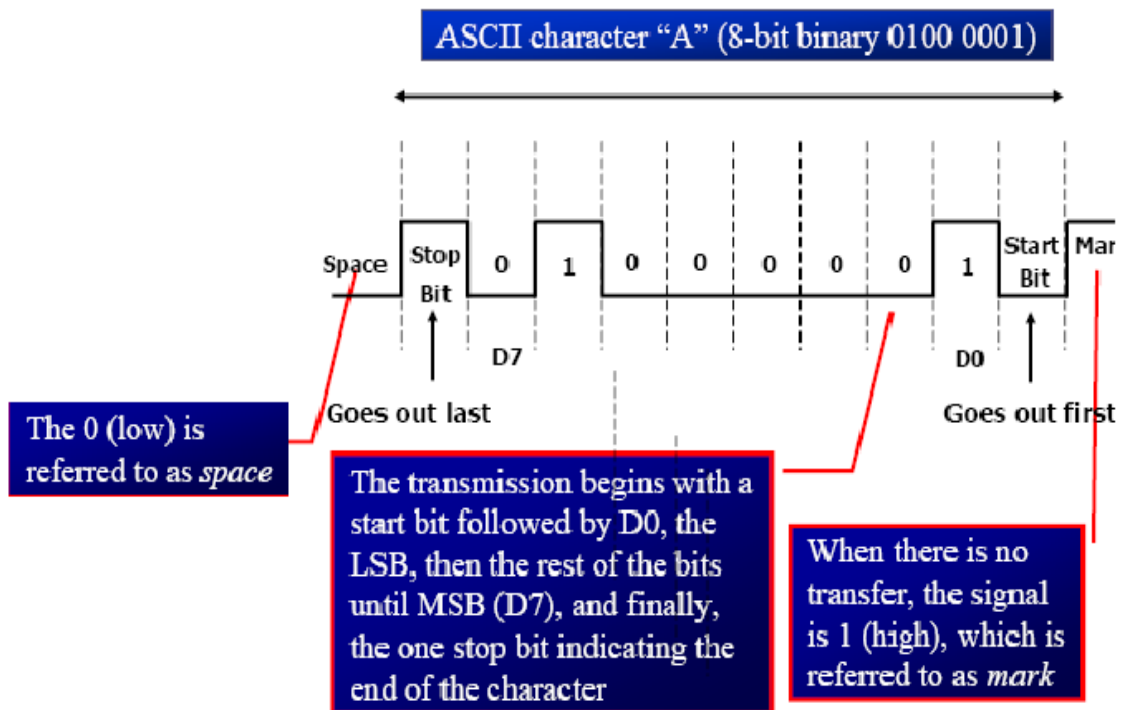 ASCII character “A” (8-bit binary 0100 0001)
Space
Stop
Bit
0
1
0
0
0
0
0
1
Start
Bit
Mar
D7
D0
Goes out last
Goes out first
The 0 (low) is
referred to as space
The transmission begins with a
start bit followed by D0, the
LSB, then the rest of the bits
until MSB (D7), and finally,
the one stop bit indicating the
end of the character
When there is no
transfer, the signal
is 1 (high), which is
referred to as mark